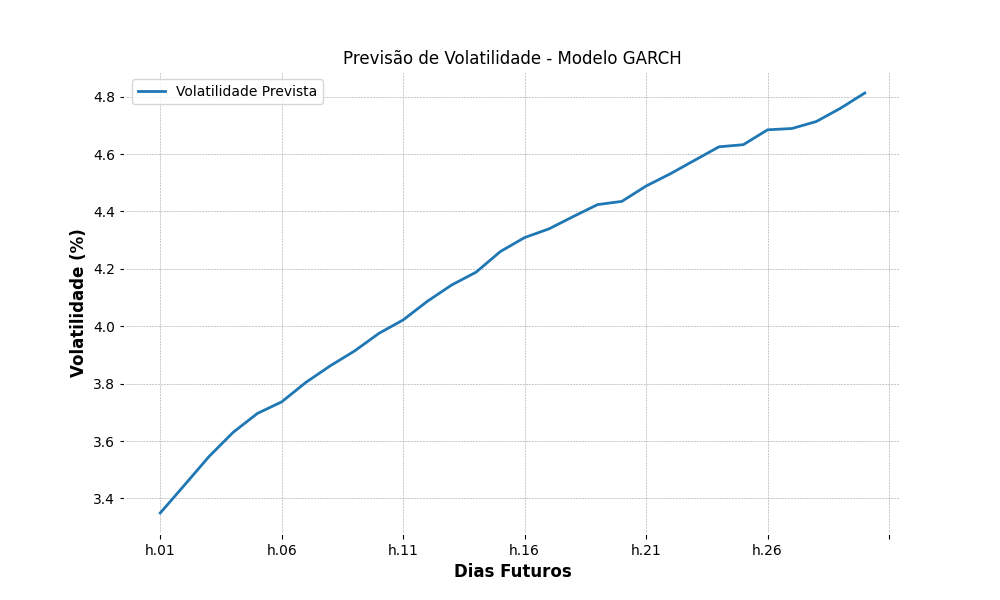 Previsão de Volatilidade - Modelo GARCH
Volatilidade Prevista
Volatilidade (%)
4.8
4.6
4.4
4.2
4.0
3.8
3.6
3.4
h.01 h.06 h.11 h.16 h.21 h.26
Dias Futuros